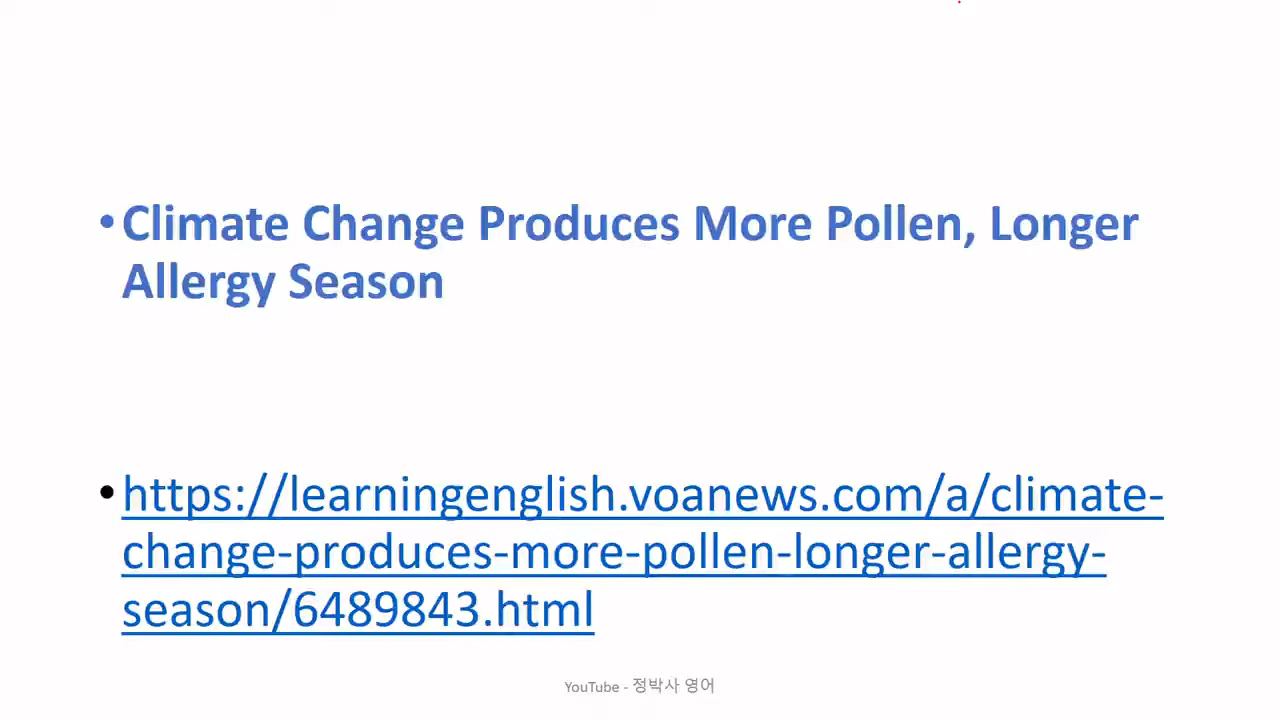 •Climate Change Produces More Pollen, Longer
Allergy Season
•https://learningenglish.voanews.com/a/climate-
change-produces-more-pollen-longer-allergy-
season/6489843.html
YouTube - 정박사 영어